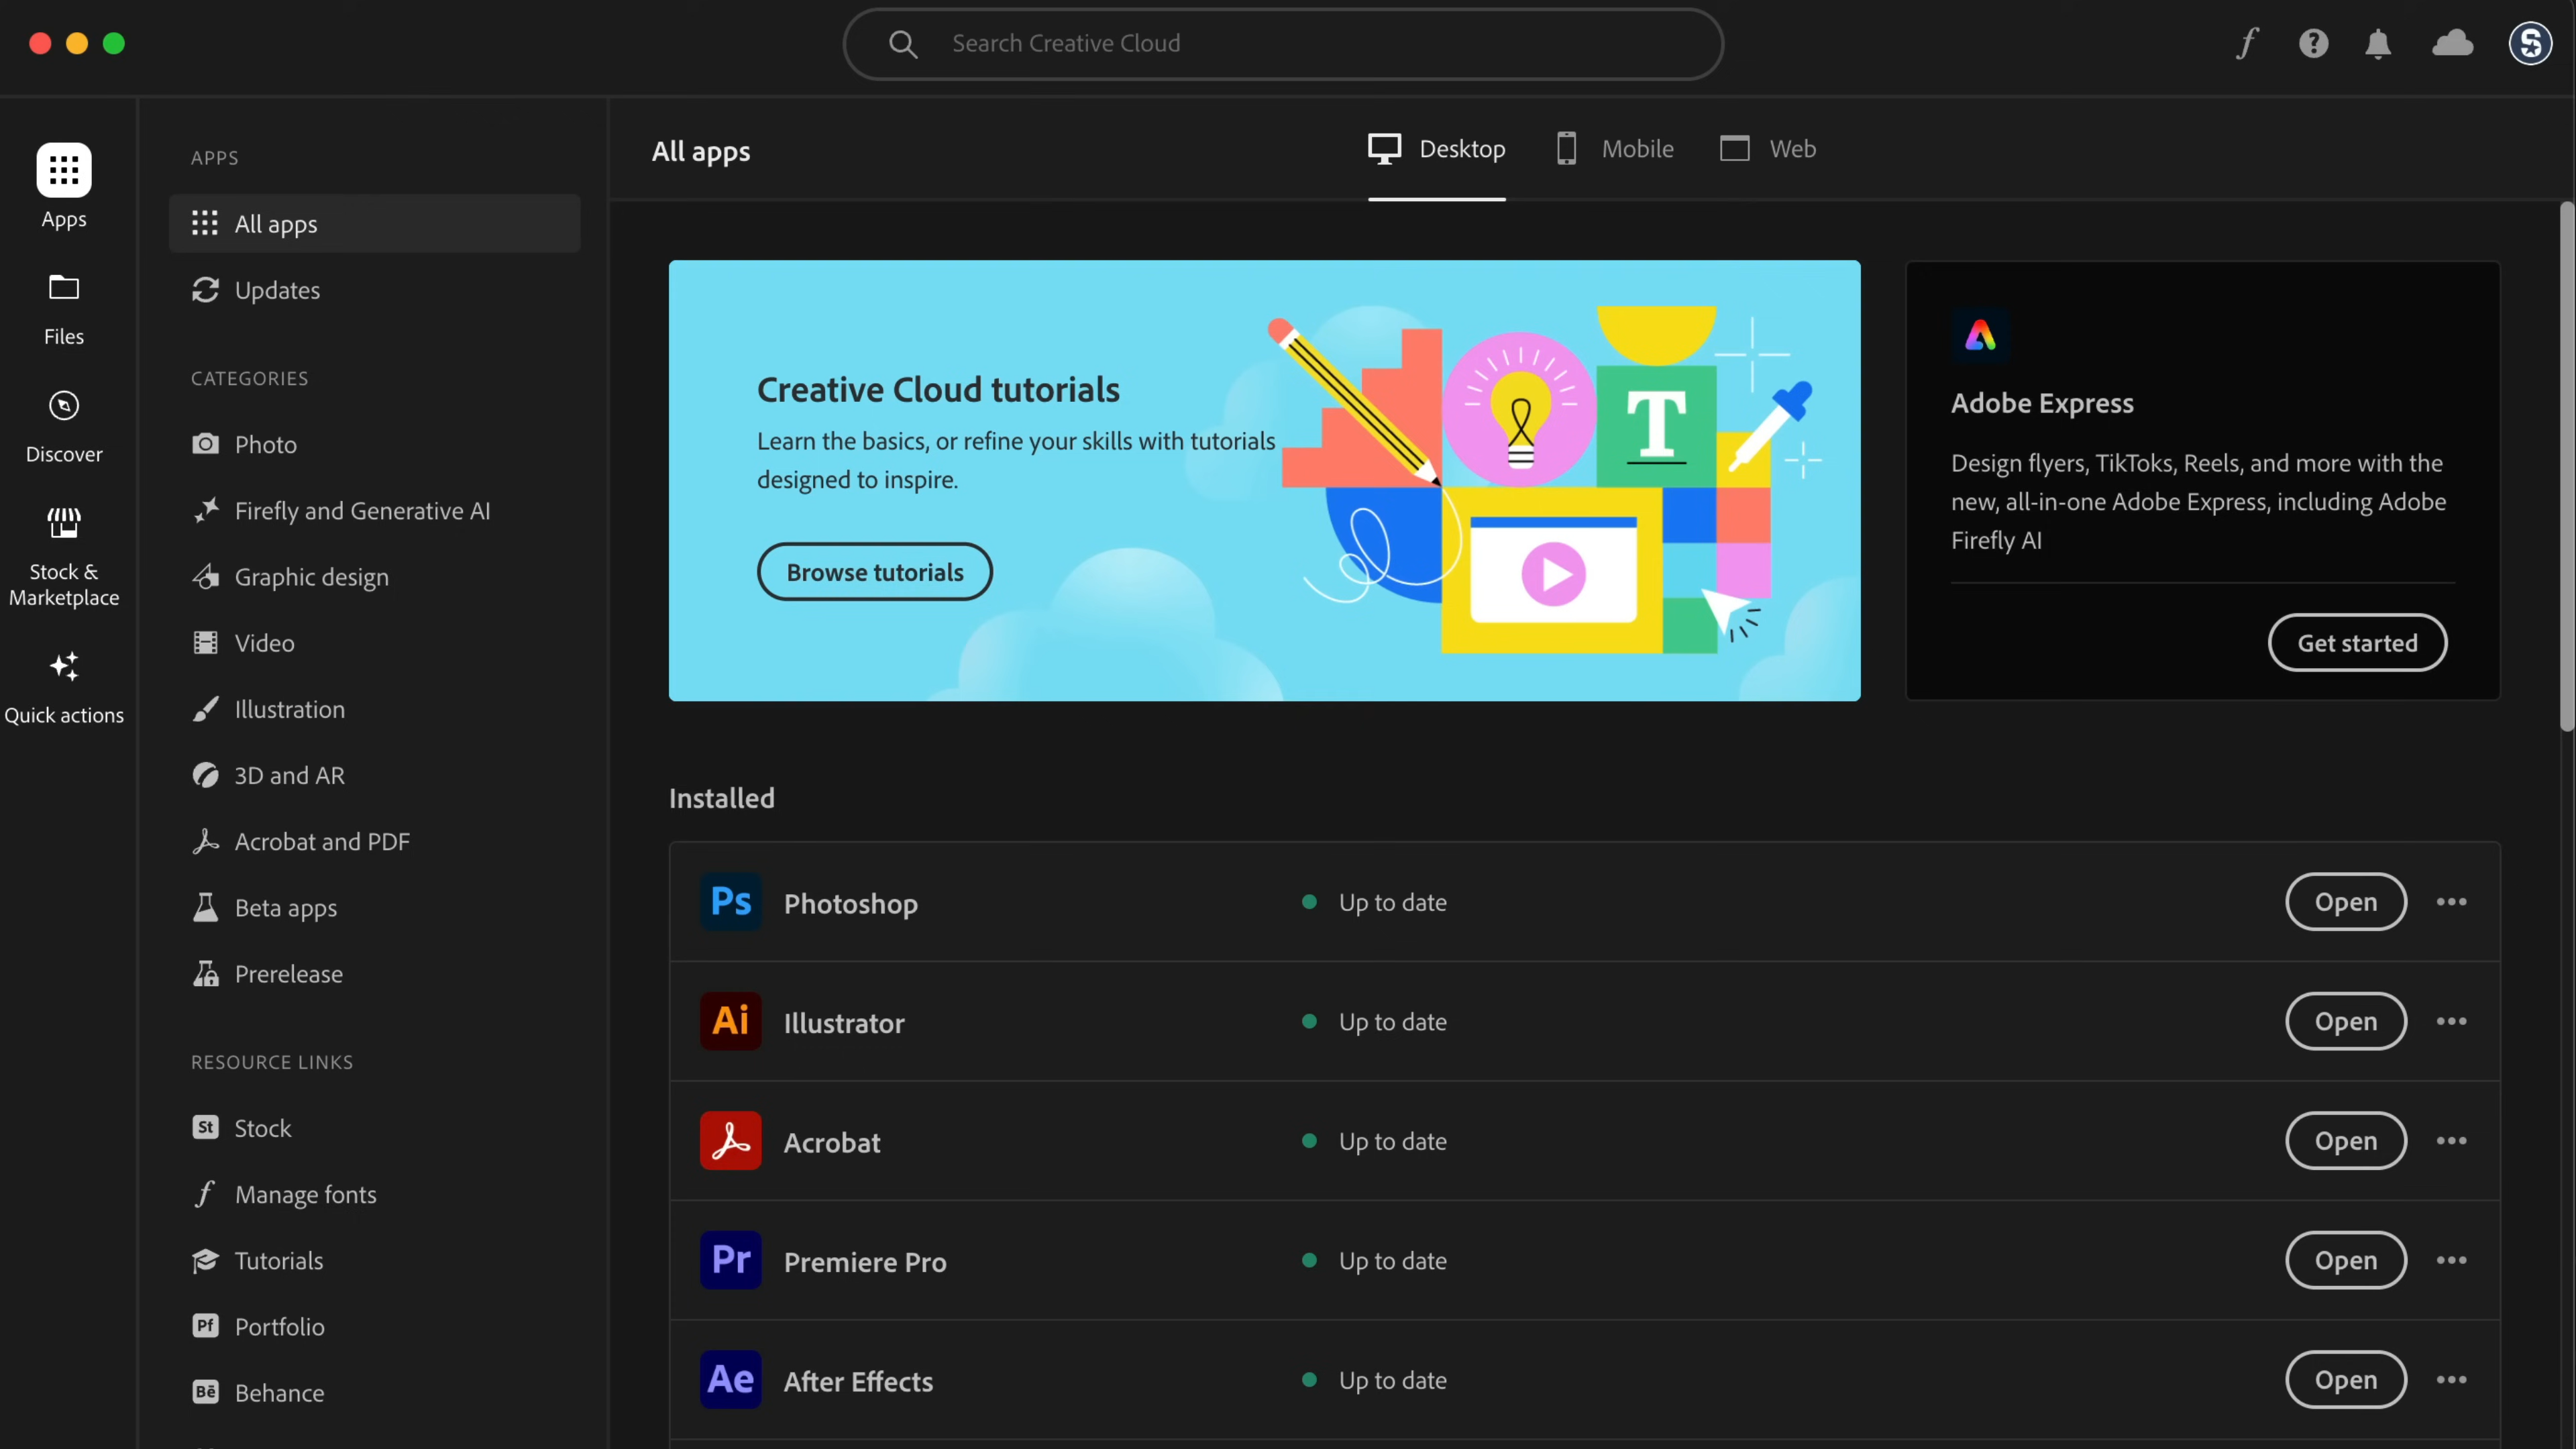 Search Creative Cloud
Apps
Files
Discover
Stock &
Marketplace
Quick actions
APPS
All apps
Updates
CATEGORIES
Photo
Firefly and Generative AI
Graphic design
Video
Illustration
3D and AR
Acrobat and PDF
Beta apps
Prerelease
RESOURCE LINKS
St Stock
Manage fonts
Tutorials
Pf Portfolio
Bē Behance
All apps
Desktop
Mobile
Web
Creative Cloud tutorials
Learn the basics, or refine your skills with tutorials
designed to inspire.
Browse tutorials
T
Adobe Express
Design flyers, TikToks, Reels, and more with the
new, all-in-one Adobe Express, including Adobe
Firefly AI
Get started
Installed
Ps Photoshop Up to date Open
Ai Illustrator Up to date Open
Acrobat Up to date Open
Pr Premiere Pro Up to date Open
Ae After Effects Up to date Open